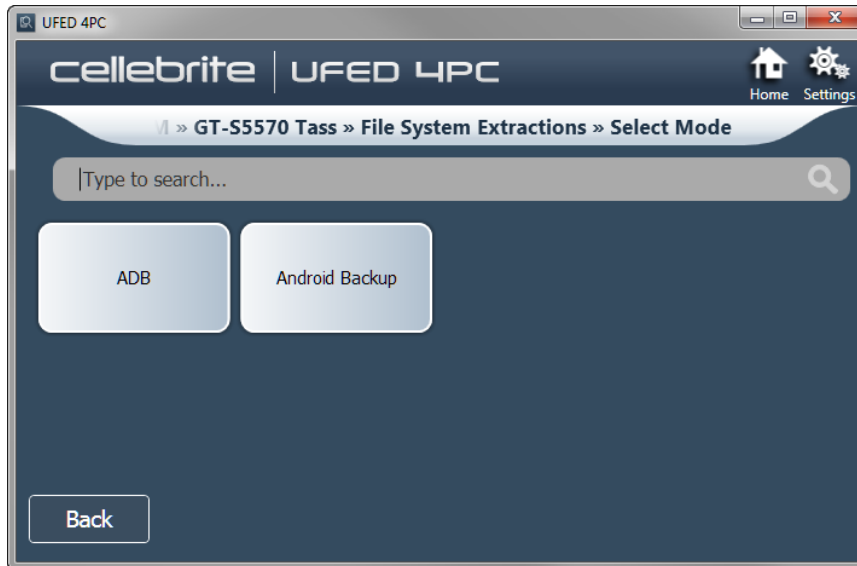 UFED 4PC
cellebrite UFED 4PC
Home Settings
» GT-S5570 Tass » File System Extractions » Select Mode
Type to search...
ADB Android Backup
Back